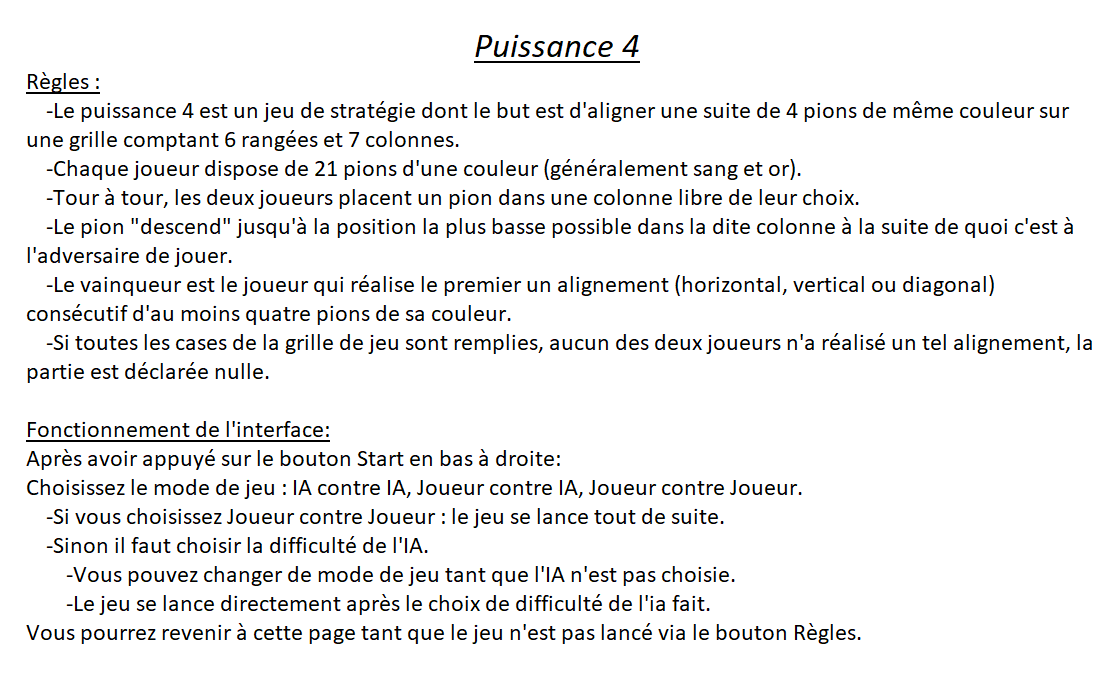 Puissance 4
Règles :
-Le puissance 4 est un jeu de stratégie dont le but est d'aligner une suite de 4 pions de même couleur sur
une grille comptant 6 rangées et 7 colonnes.
-Chaque joueur dispose de 21 pions d'une couleur (généralement sang et or).
-Tour à tour, les deux joueurs placent un pion dans une colonne libre de leur choix.
-Le pion "descend" jusqu'à la position la plus basse possible dans la dite colonne à la suite de quoi c'est à
l'adversaire de jouer.
-Le vainqueur est le joueur qui réalise le premier un alignement (horizontal, vertical ou diagonal)
consécutif d'au moins quatre pions de sa couleur.
-Si toutes les cases de la grille de jeu sont remplies, aucun des deux joueurs n'a réalisé un tel alignement, la
partie est déclarée nulle.
Fonctionnement de l'interface:
Après avoir appuyé sur le bouton Start en bas à droite:
Choisissez le mode de jeu : IA contre IA, Joueur contre IA, Joueur contre Joueur.
-Si vous choisissez Joueur contre Joueur : le jeu se lance tout de suite.
-Sinon il faut choisir la difficulté de l'IA.
-Vous pouvez changer de mode de jeu tant que l'IA n'est pas choisie.
-Le jeu se lance directement après le choix de difficulté de l'ia fait.
Vous pourrez revenir à cette page tant que le jeu n'est pas lancé via le bouton Règles.